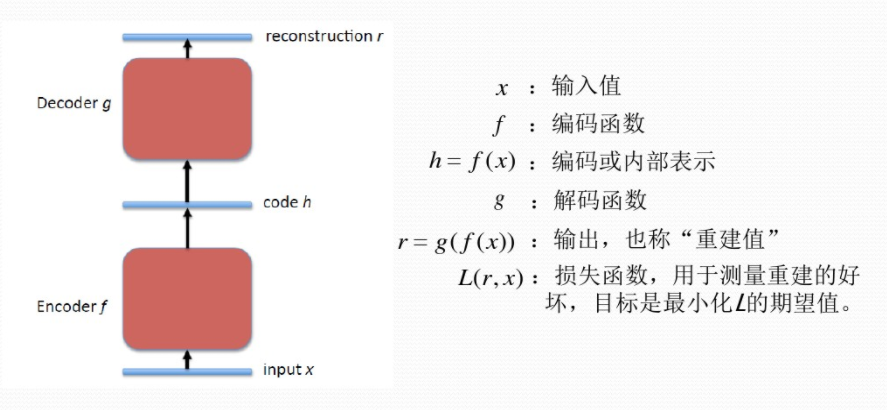 reconstruction r
Decoder g
code h
Encoder f
input x
x ：输入值
f ：编码函数
h = f(x)：编码或内部表示
g ：解码函数
r = g(f(x))：输出，也称“重建值”
L(r,x)：损失函数，用于测量重建的好
坏，目标是最小化L的期望值。